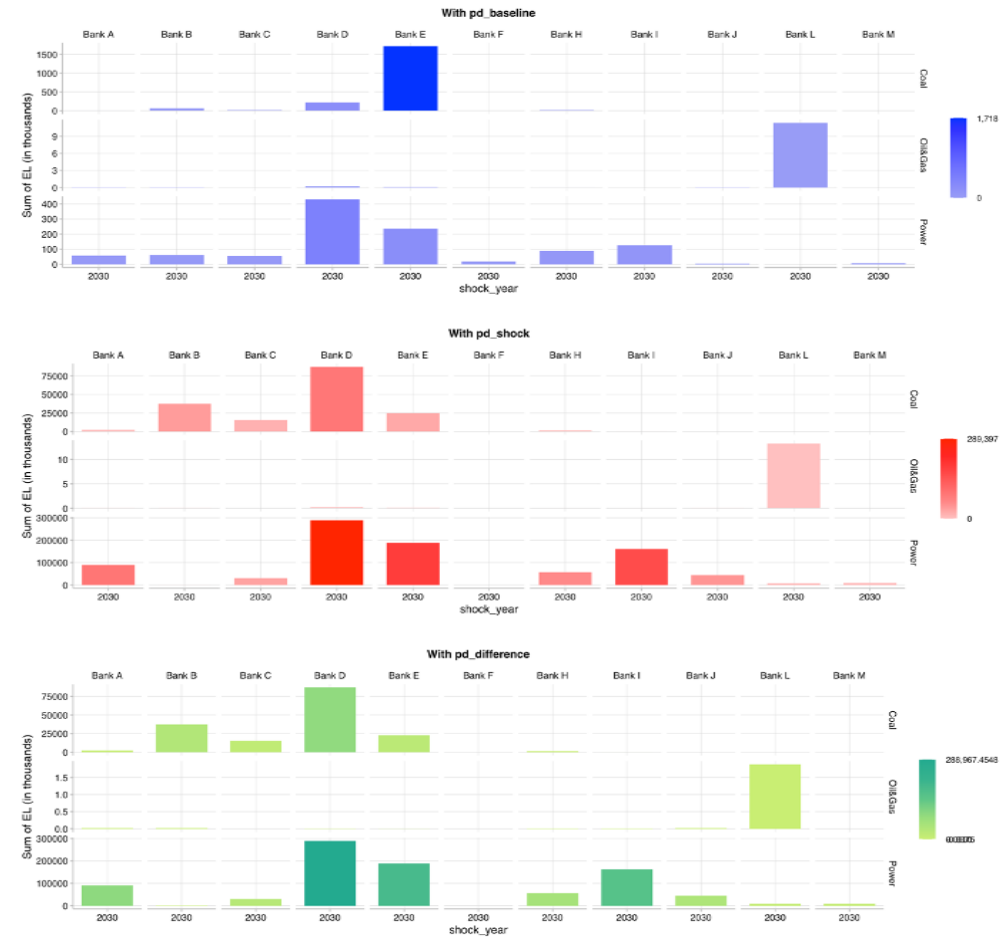 With pd_baseline
Bank A Bank B Bank C Bank D Bank E Bank F Bank H Bank I Bank J Bank L Bank M
1500
1000
500
0
Coal
9
6
3
0
Oil&Gas
400
300
200
100
0
Power
Sum of EL (in thousands)
1,718
0
2030 2030 2030 2030 2030 2030 2030 2030 2030 2030 2030
shock_year
With pd_shock
Bank A Bank B Bank C Bank D Bank E Bank F Bank H Bank I Bank J Bank L Bank M
75000
50000
25000
0
Coal
10
5
0
Oil&Gas
300000
200000
100000
0
Power
Sum of EL (in thousands)
289,397
0
2030 2030 2030 2030 2030 2030 2030 2030 2030 2030 2030
shock_year
With pd_difference
Bank A Bank B Bank C Bank D Bank E Bank F Bank H Bank I Bank J Bank L Bank M
75000
50000
25000
0
Coal
1.5
1.0
0.5
0.0
Oil&Gas
300000
200000
100000
0
Power
Sum of EL (in thousands)
288,967.4548
2030 2030 2030 2030 2030 2030 2030 2030 2030 2030 2030
shock_year